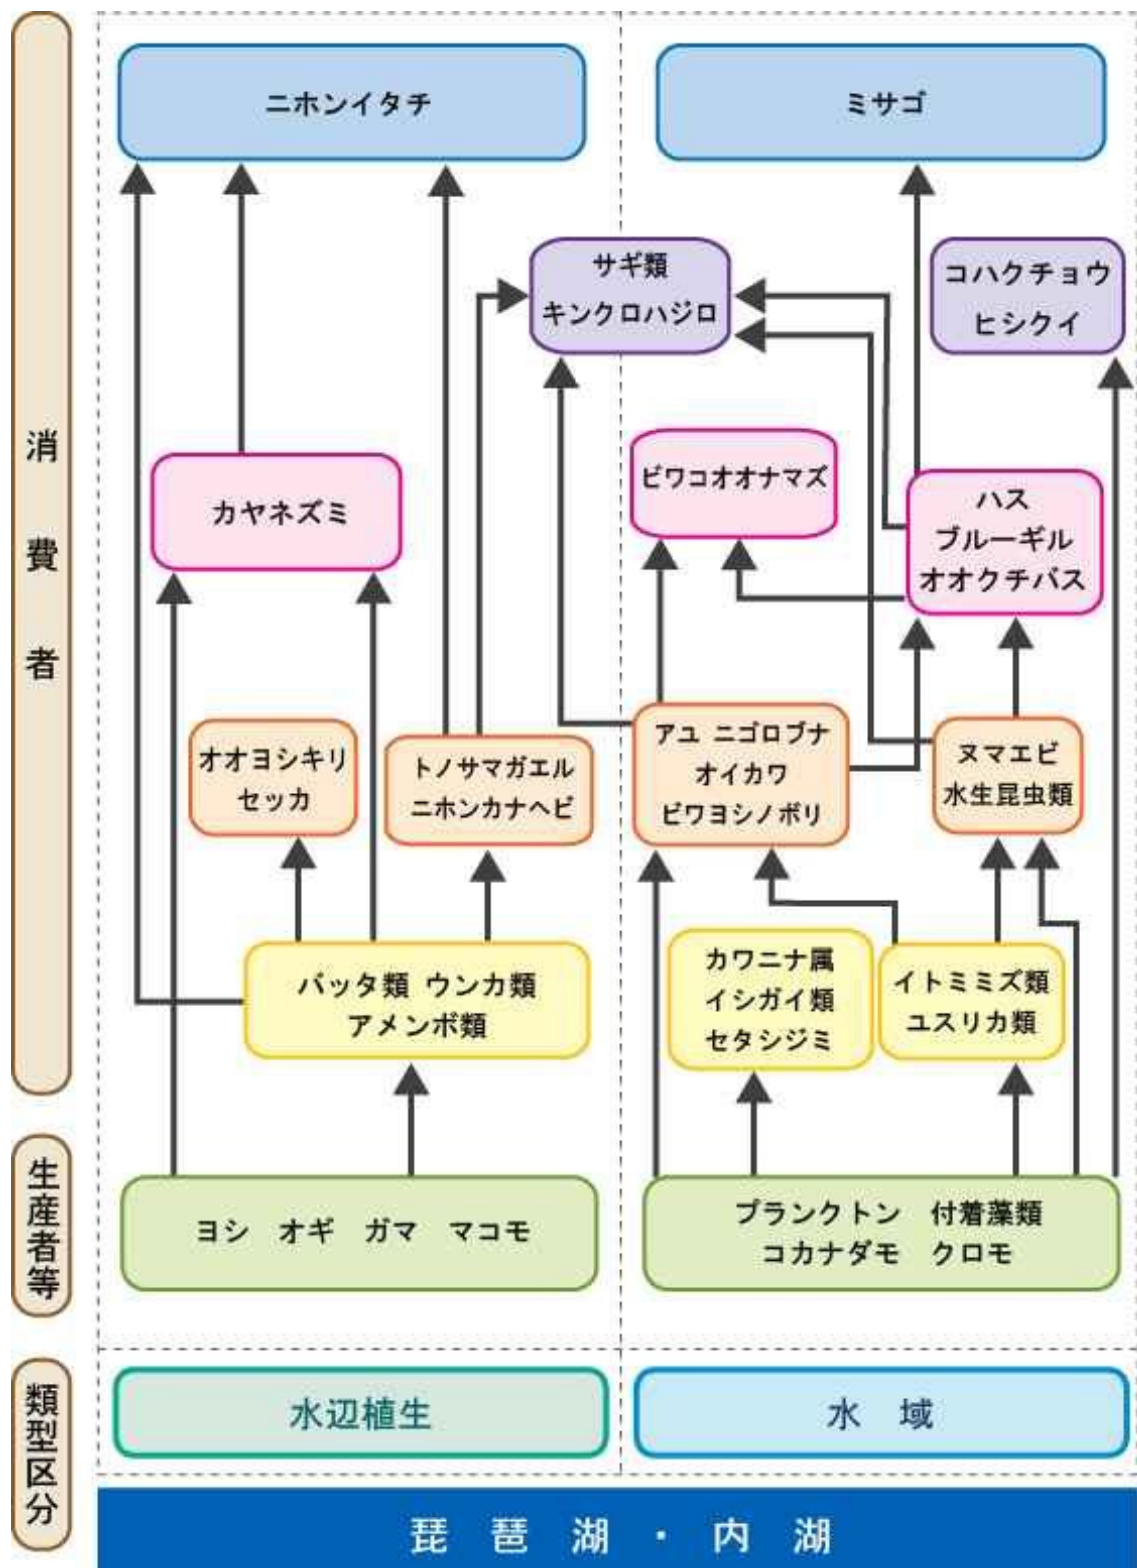 消費者
生産者等
類型区分
ニホンイタチ
ミサゴ
サギ類
キンクロハジロ
コハクチョウ
ヒシクイ
カヤネズミ
ビワコオオナマズ
ハス
ブルーギル
オオクチバス
オオヨシキリ
セッカ
トノサマガエル
ニホンカナヘビ
アユ ニゴロブナ
オイカワ
ビワヨシノボリ
ヌマエビ
水生昆虫類
バッタ類 ウンカ類
アメンボ類
カワニナ属
イシガイ類
セタシジミ
イトミミズ類
ユスリカ類
ヨシ オギ ガマ マコモ
プランクトン 付着藻類
コカナダモ クロモ
水辺植生
水域
琵琶湖・内湖